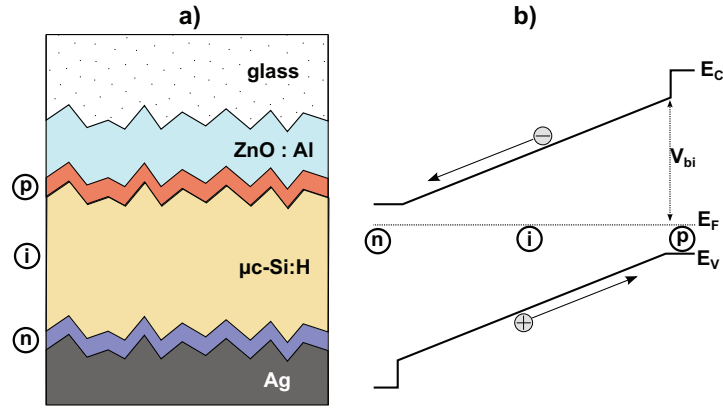 a)
glass
ZnO : Al
p
i
µc-Si:H
n
Ag
b)
E_C
V_bi
E_F
n
i
p
E_V